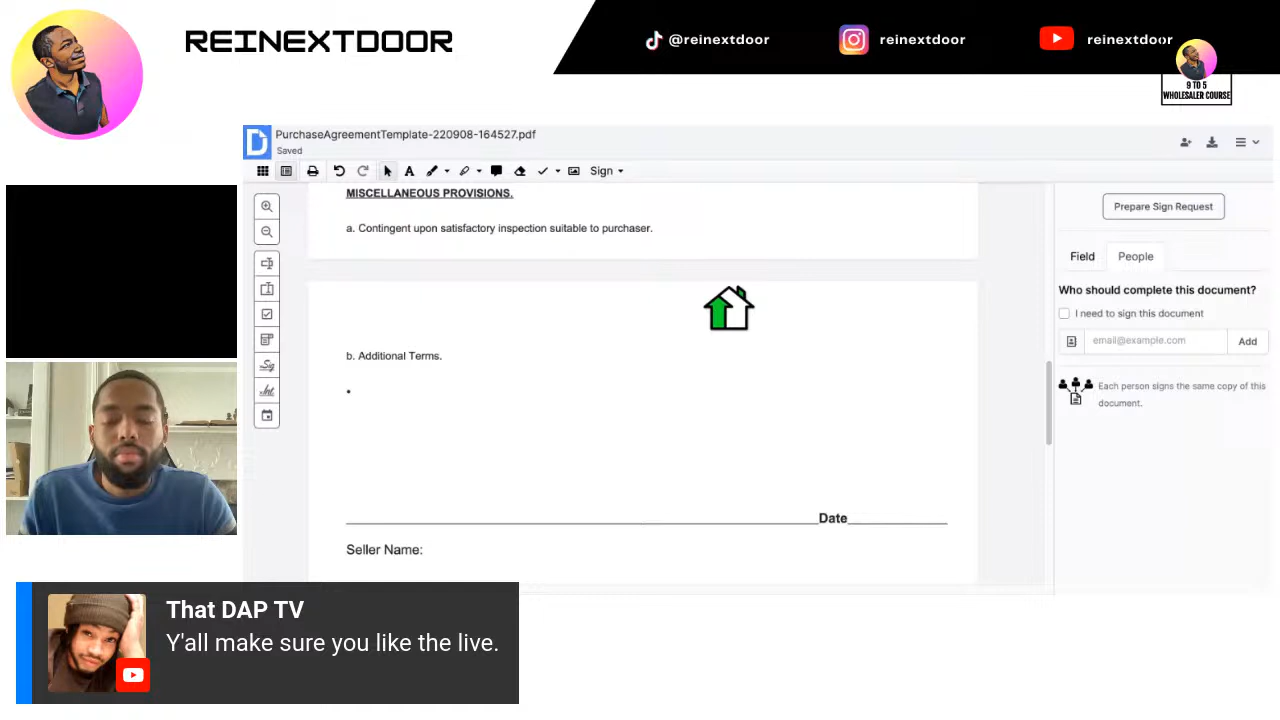 REINEXTDOOR
@reinextdoor
reinextdoor
reinextdoor
9 TO 5
WHOLESALER COURSE
PurchaseAgreementTemplate-220908-164527.pdf
Saved
Sign
MISCELLANEOUS PROVISIONS.
a. Contingent upon satisfactory inspection suitable to purchaser.
b. Additional Terms.
•
Date
Seller Name:
Prepare Sign Request
Field People
Who should complete this document?
I need to sign this document
email@example.com Add
Each person signs the same copy of this
document.
That DAP TV
Y'all make sure you like the live.